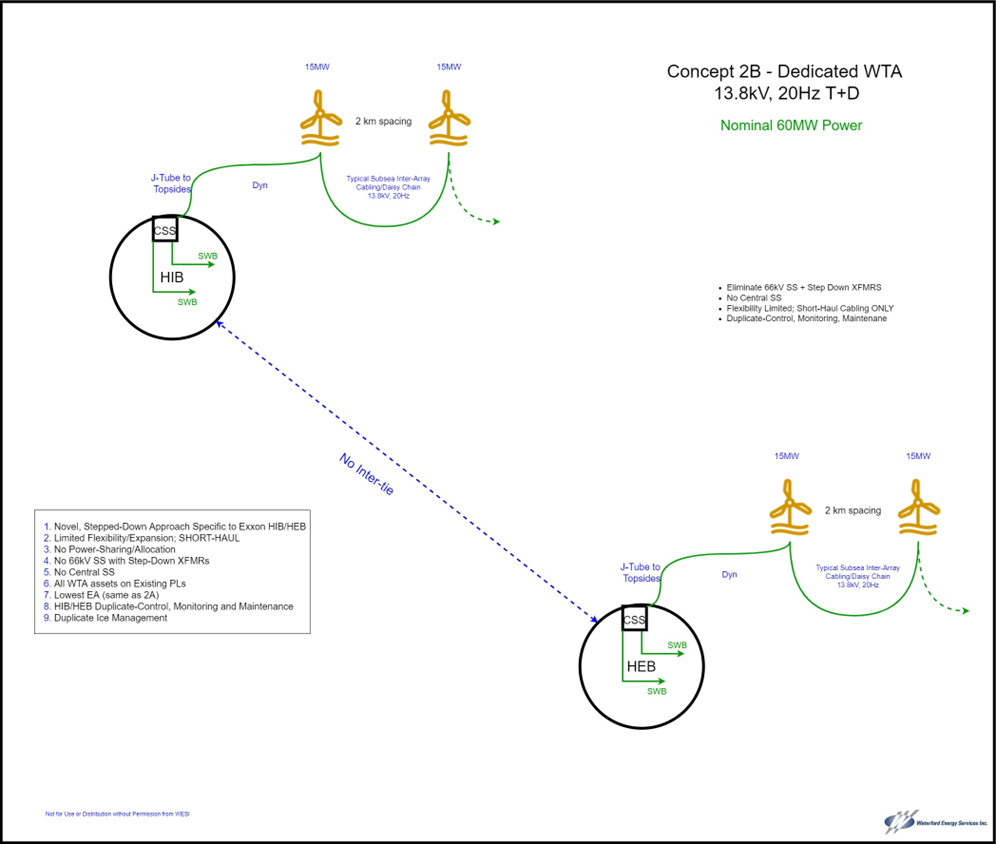 Concept 2B - Dedicated WTA
13.8kV, 20Hz T+D
Nominal 60MW Power
15MW
15MW
2 km spacing
J-Tube to
Topsides
Dyn
Typical Subsea Inter-Array
Cabling/Daisy Chain
13.8kV, 20Hz
CSS
SWB
HIB
SWB
• Eliminate 66kV SS + Step Down XFMRS
• No Central SS
• Flexibility Limited; Short-Haul Cabling ONLY
• Duplicate-Control, Monitoring, Maintenane
No Inter-tie
15MW
15MW
2 km spacing
J-Tube to
Topsides
Dyn
Typical Subsea Inter-Array
Cabling/Daisy Chain
13.8kV, 20Hz
CSS
SWB
HEB
SWB
1. Novel, Stepped-Down Approach Specific to Exxon HIB/HEB
2. Limited Flexibility/Expansion; SHORT-HAUL
3. No Power-Sharing/Allocation
4. No 66kV SS with Step-Down XFMRs
5. No Central SS
6. All WTA assets on Existing PLs
7. Lowest EA (same as 2A)
8. HIB/HEB Duplicate-Control, Monitoring and Maintenance
9. Duplicate Ice Management
Not for Use or Distribution without Permission from WESI
Waterford Energy Services Inc.